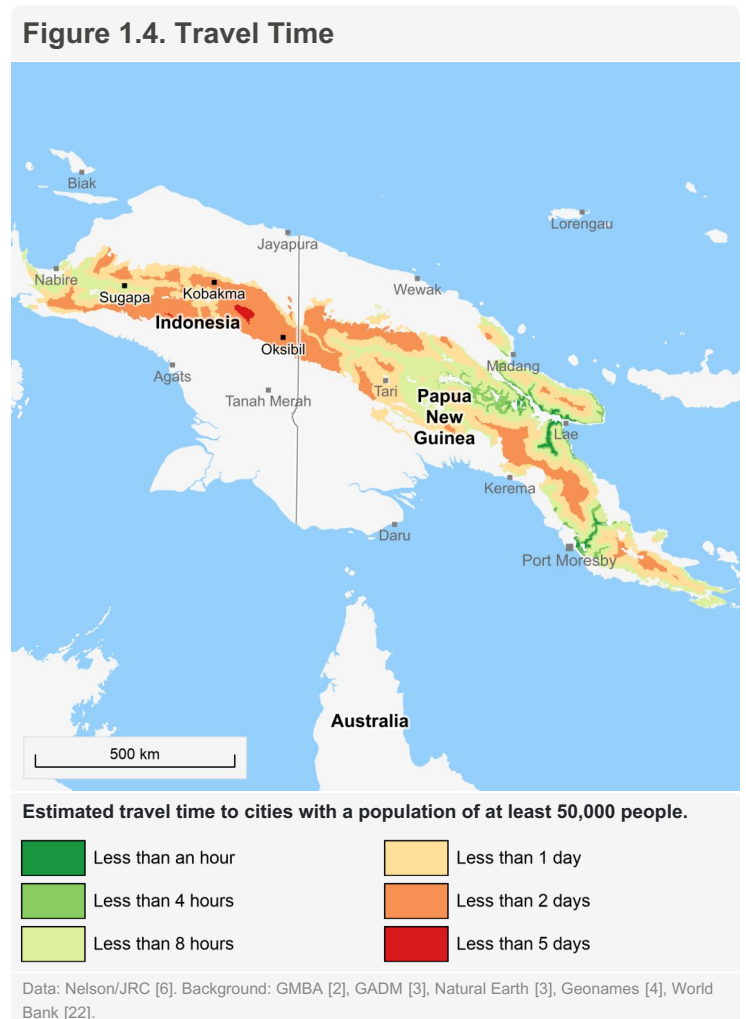 Figure 1.4. Travel Time
Biak
Lorengau
Jayapura
Nabire
Wewak
Sugapa
Kobakma
Indonesia
Oksibil
Agats
Madang
Tari
Tanah Merah
Papua
New
Guinea
Lae
Kerema
Daru
Port Moresby
Australia
500 km
Estimated travel time to cities with a population of at least 50,000 people.
Less than an hour
Less than 1 day
Less than 4 hours
Less than 2 days
Less than 8 hours
Less than 5 days
Data: Nelson/JRC [6]. Background: GMBA [2], GADM [3], Natural Earth [3], Geonames [4], World
Bank [22].